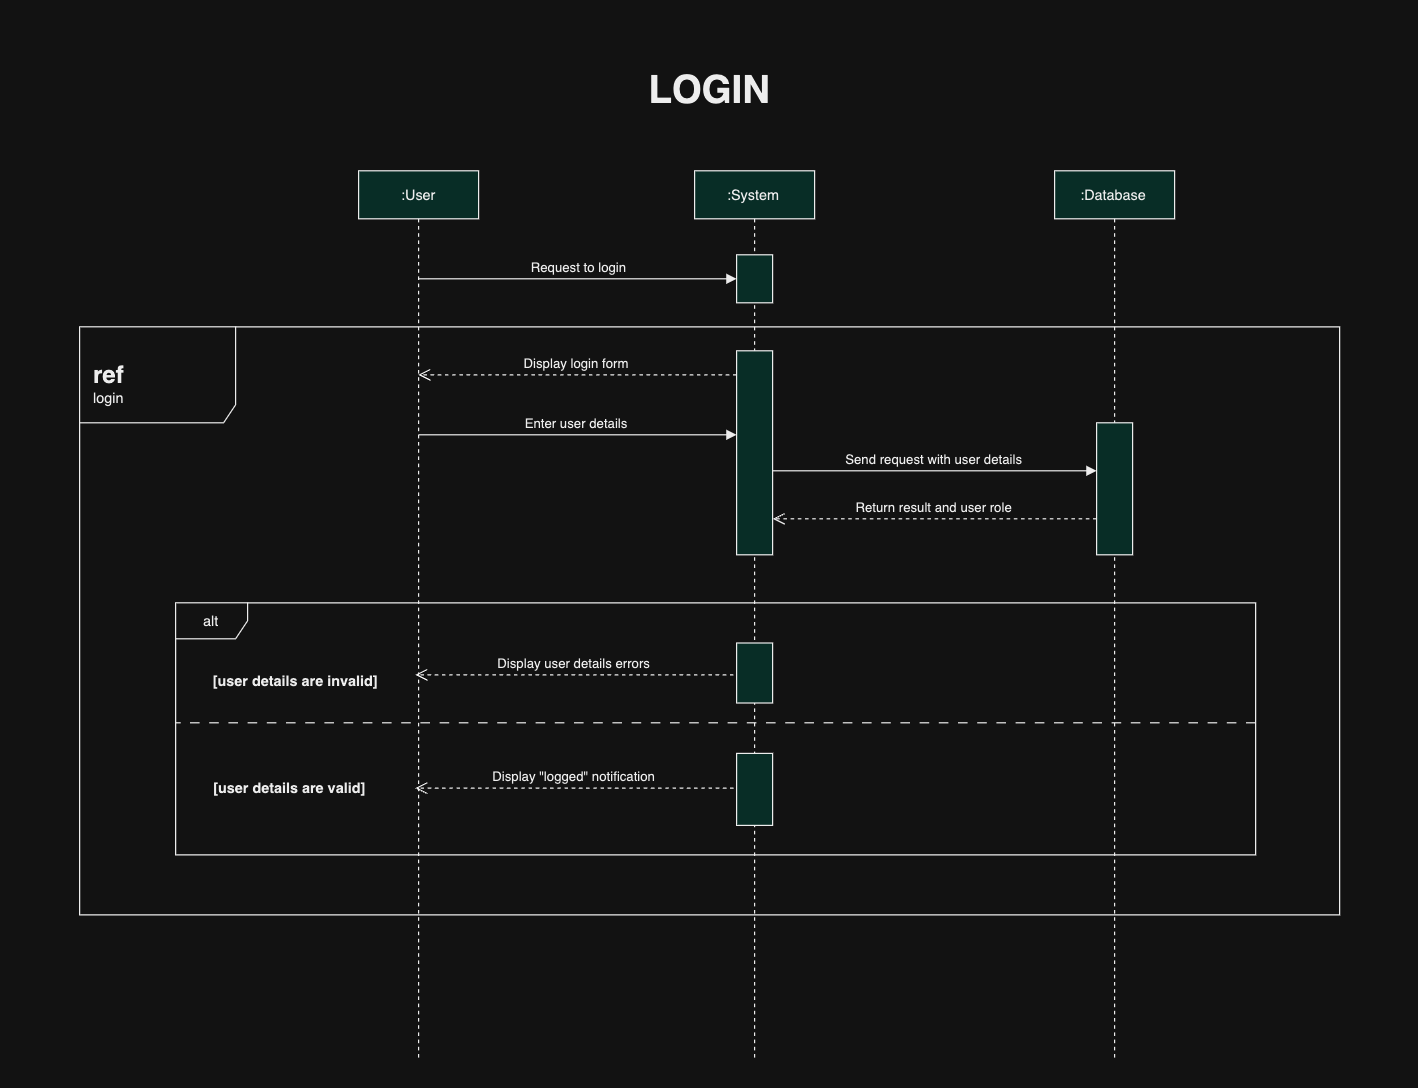 LOGIN
:User
:System
:Database
Request to login
ref
login
Display login form
Enter user details
Send request with user details
Return result and user role
alt
Display user details errors
[user details are invalid]
Display "logged" notification
[user details are valid]